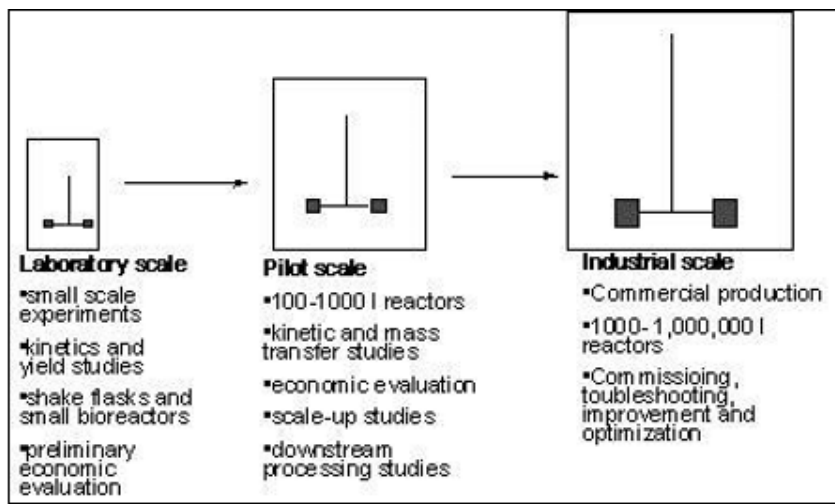 Laboratory scale
▪small scale
experiments
▪kinetics and
yield studies
▪shake flasks and
small bioreactors
▪preliminary
economic
evaluation
Pilot scale
▪100-1000 l reactors
▪kinetic and mass
transfer studies
▪economic evaluation
▪scale-up studies
▪downstream
processing studies
Industrial scale
▪Commercial production
▪1000-1,000,000 l
reactors
▪Commissioing,
toubleshooting,
improvement and
optimization